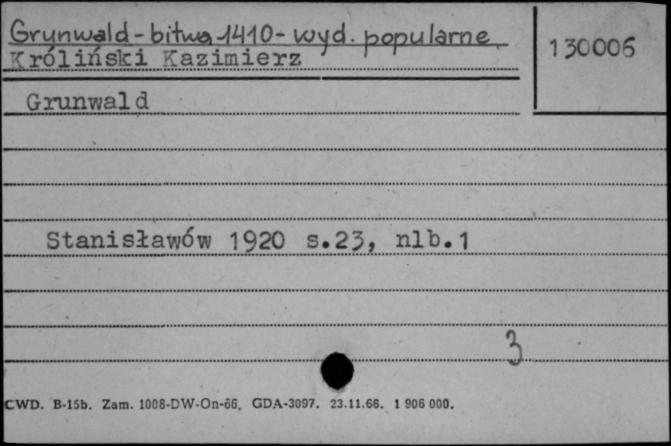 Grunwald - bitwa 1410 - wyd. popularne
130006
Króliński Kazimierz
Grunwald
Stanisławów 1920 s.23, nlb.1
3
CWD. B-15b. Zam. 1008-DW-On-66. GDA-3097. 23.11.66. 1 906 000.